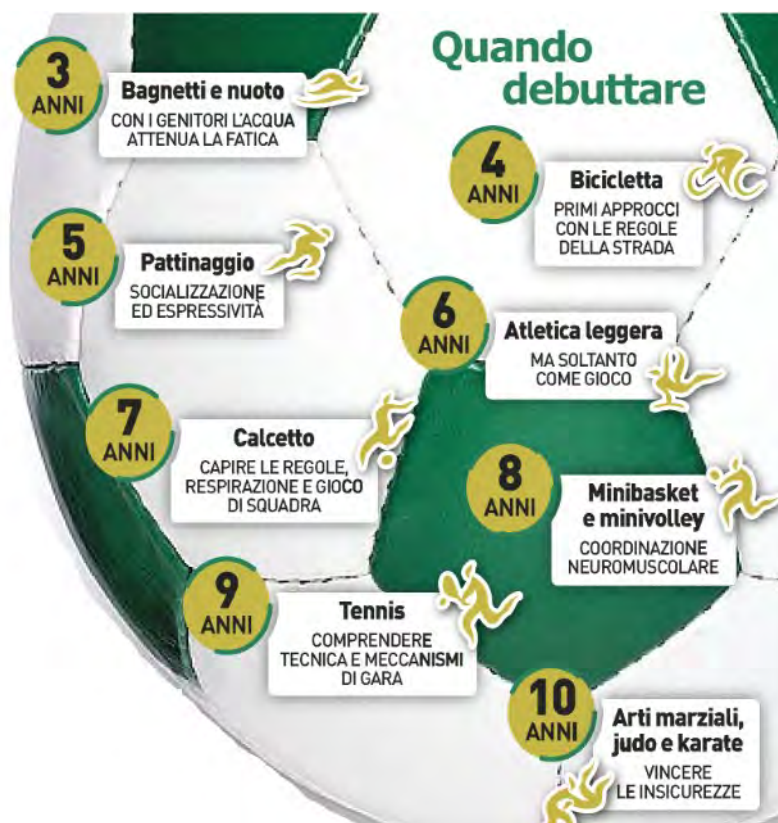 Quando
debuttare
3
ANNI
Bagnetti e nuoto
CON I GENITORI L'ACQUA
ATTENUA LA FATICA
4
ANNI
Bicicletta
PRIMI APPROCCI
CON LE REGOLE
DELLA STRADA
5
ANNI
Pattinaggio
SOCIALIZZAZIONE
ED ESPRESSIVITÀ
6
ANNI
Atletica leggera
MA SOLTANTO
COME GIOCO
7
ANNI
Calcetto
CAPIRE LE REGOLE,
RESPIRAZIONE E GIOCO
DI SQUADRA
8
ANNI
Minibasket
e minivolley
COORDINAZIONE
NEUROMUSCOLARE
9
ANNI
Tennis
COMPRENDERE
TECNICA E MECCANISMI
DI GARA
10
ANNI
Arti marziali,
judo e karate
VINCERE
LE INSICUREZZE